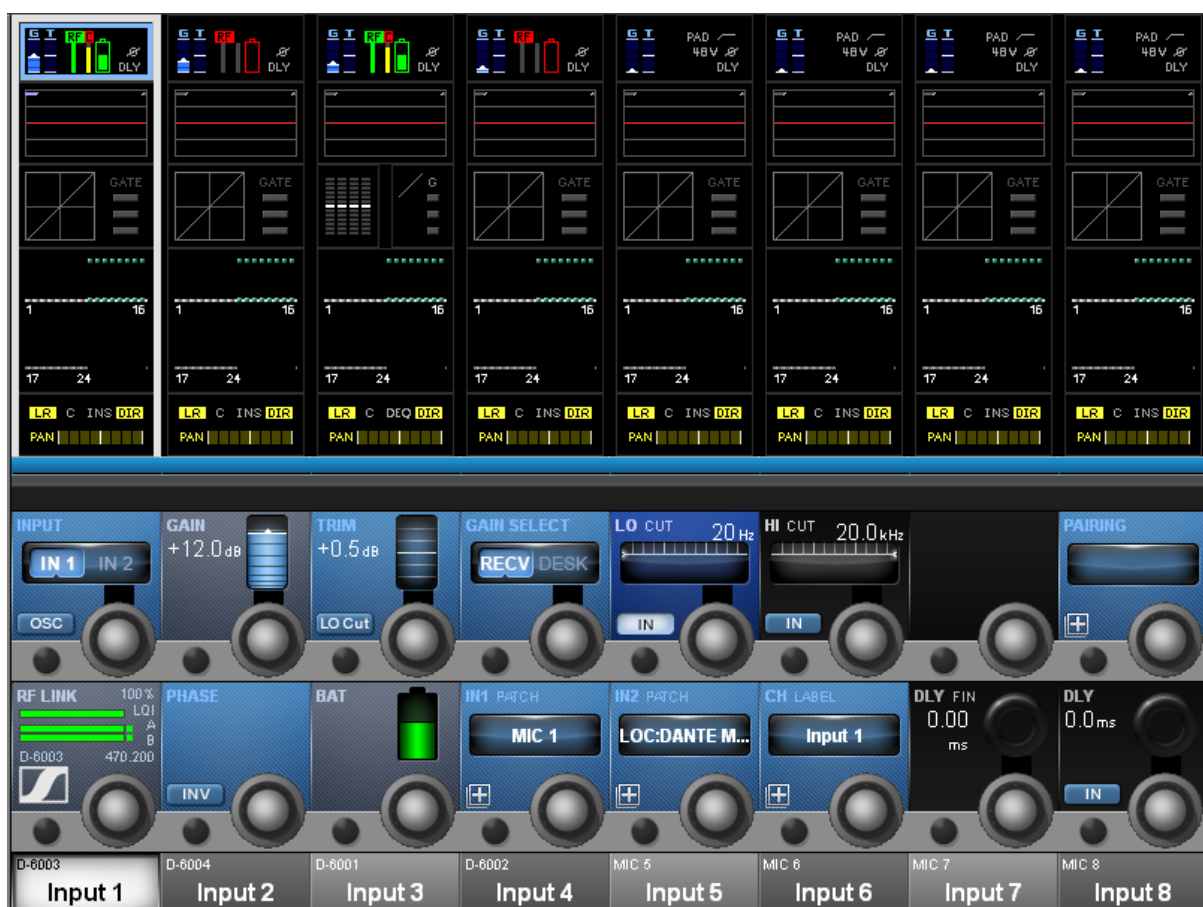 G T RF C DLY G T RF DLY G T RF C DLY G T RF DLY G T PAD 48V DLY G T PAD 48V DLY G T PAD 48V DLY G T PAD 48V DLY
GATE GATE G GATE GATE GATE GATE GATE
1 16 1 16 1 16 1 16 1 16 1 16 1 16 1 16
17 24 17 24 17 24 17 24 17 24 17 24 17 24 17 24
LR C INS DIR LR C INS DIR LR C DEQ DIR LR C INS DIR LR C INS DIR LR C INS DIR LR C INS DIR LR C INS DIR
PAN PAN PAN PAN PAN PAN PAN PAN
INPUT
IN 1 IN 2
OSC
GAIN
+12.0dB
TRIM
+0.5dB
LO Cut
GAIN SELECT
RECV DESK
LO CUT
20 Hz
IN
HI CUT
20.0kHz
IN
PAIRING
RF LINK 100%
LQI
A
B
D-6003 470.200
PHASE
INV
BAT
IN1 PATCH
MIC 1
IN2 PATCH
LOC:DANTE M...
CH LABEL
Input 1
DLY FIN
0.00
ms
DLY
0.0ms
IN
D-6003 D-6004 D-6001 D-6002 MIC 5 MIC 6 MIC 7 MIC 8
Input 1 Input 2 Input 3 Input 4 Input 5 Input 6 Input 7 Input 8